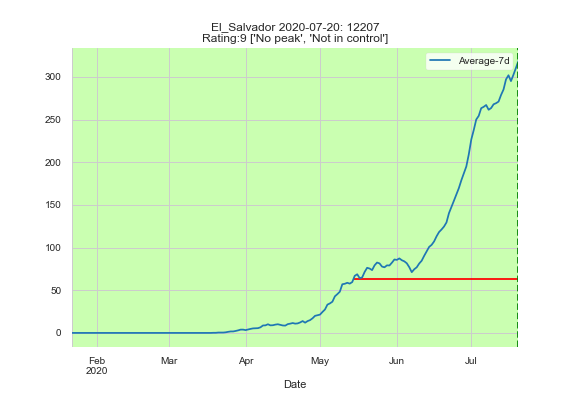 El_Salvador 2020-07-20: 12207
Rating:9 ['No peak', 'Not in control']
Average-7d
300
250
200
150
100
50
0
Feb Mar Apr May Jun Jul
2020
Date